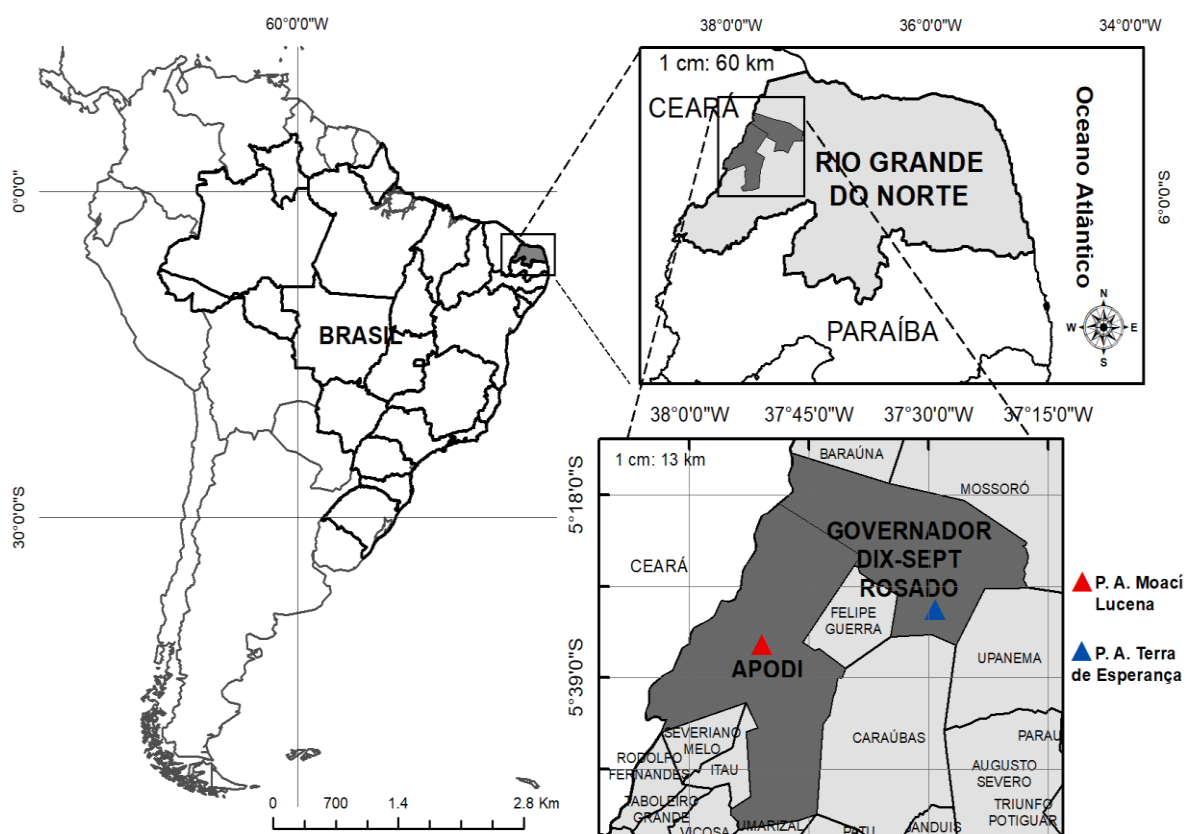 60°0'0"W
0°0'0"
30°0'0"S
BRASIL
0 700 1.4 2.8 Km
38°0'0"W 36°0'0"W 34°0'0"W
1 cm: 60 km
CEARÁ
RIO GRANDE
DO NORTE
PARAÍBA
Oceano Atlântico
6°0'0"S
N
W E
S
38°0'0"W 37°45'0"W 37°30'0"W 37°15'0"W
1 cm: 13 km
5°18'0"S
5°39'0"S
BARAÚNA
MOSSORÓ
GOVERNADOR
DIX-SEPT
ROSADO
CEARÁ
FELIPE
GUERRA
UPANEMA
APODI
SEVERIANO
MELO
CARAÚBAS
PARAU
RODOLFO
FERNANDES
ITAU
AUGUSTO
SEVERO
TABOLEIRO
GRANDE
TRIUNFO
POTIGUAR
VIÇOSA
UMARIZAL
PATU
JANDUIS
P. A. Moací
Lucena
P. A. Terra
de Esperança